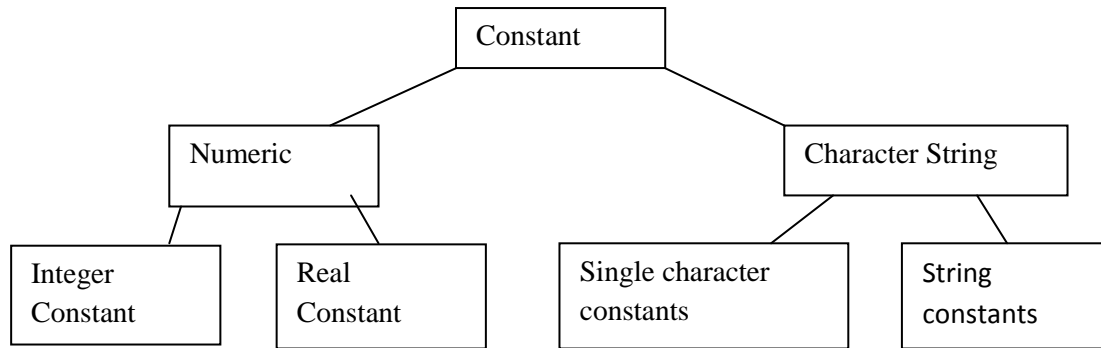 Constant
Numeric
Character String
Integer
Constant
Real
Constant
Single character
constants
String
constants